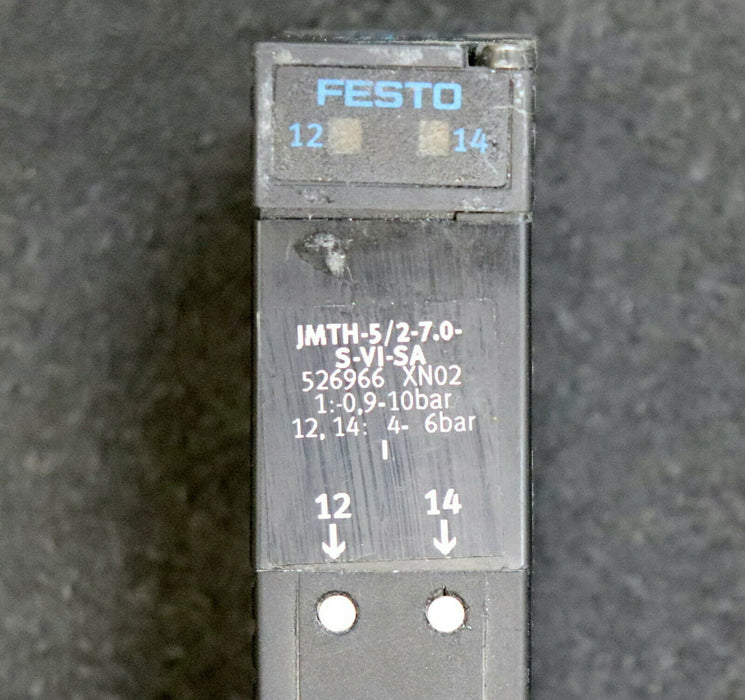 FESTO
12 14
JMTH-5/2-7.0-
S-VI-SA
526966 XN02
1:-0,9-10bar
12, 14: 4- 6bar
I
12 14